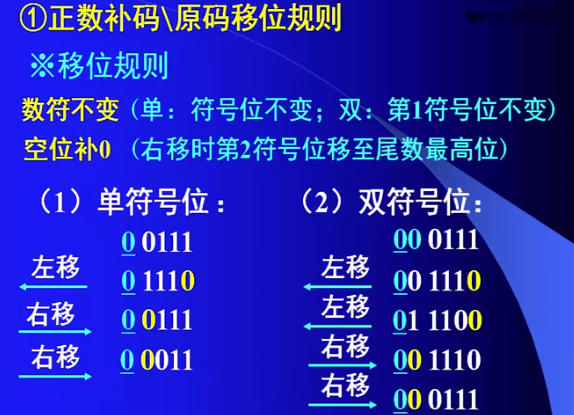 ①正数补码\原码移位规则
※移位规则
数符不变(单：符号位不变；双：第1符号位不变)
空位补0 (右移时第2符号位移至尾数最高位)
(1)单符号位：
0 0111
左移 0 1110
右移 0 0111
右移 0 0011
(2)双符号位：
00 0111
左移 00 1110
左移 01 1100
右移 00 1110
右移 00 0111